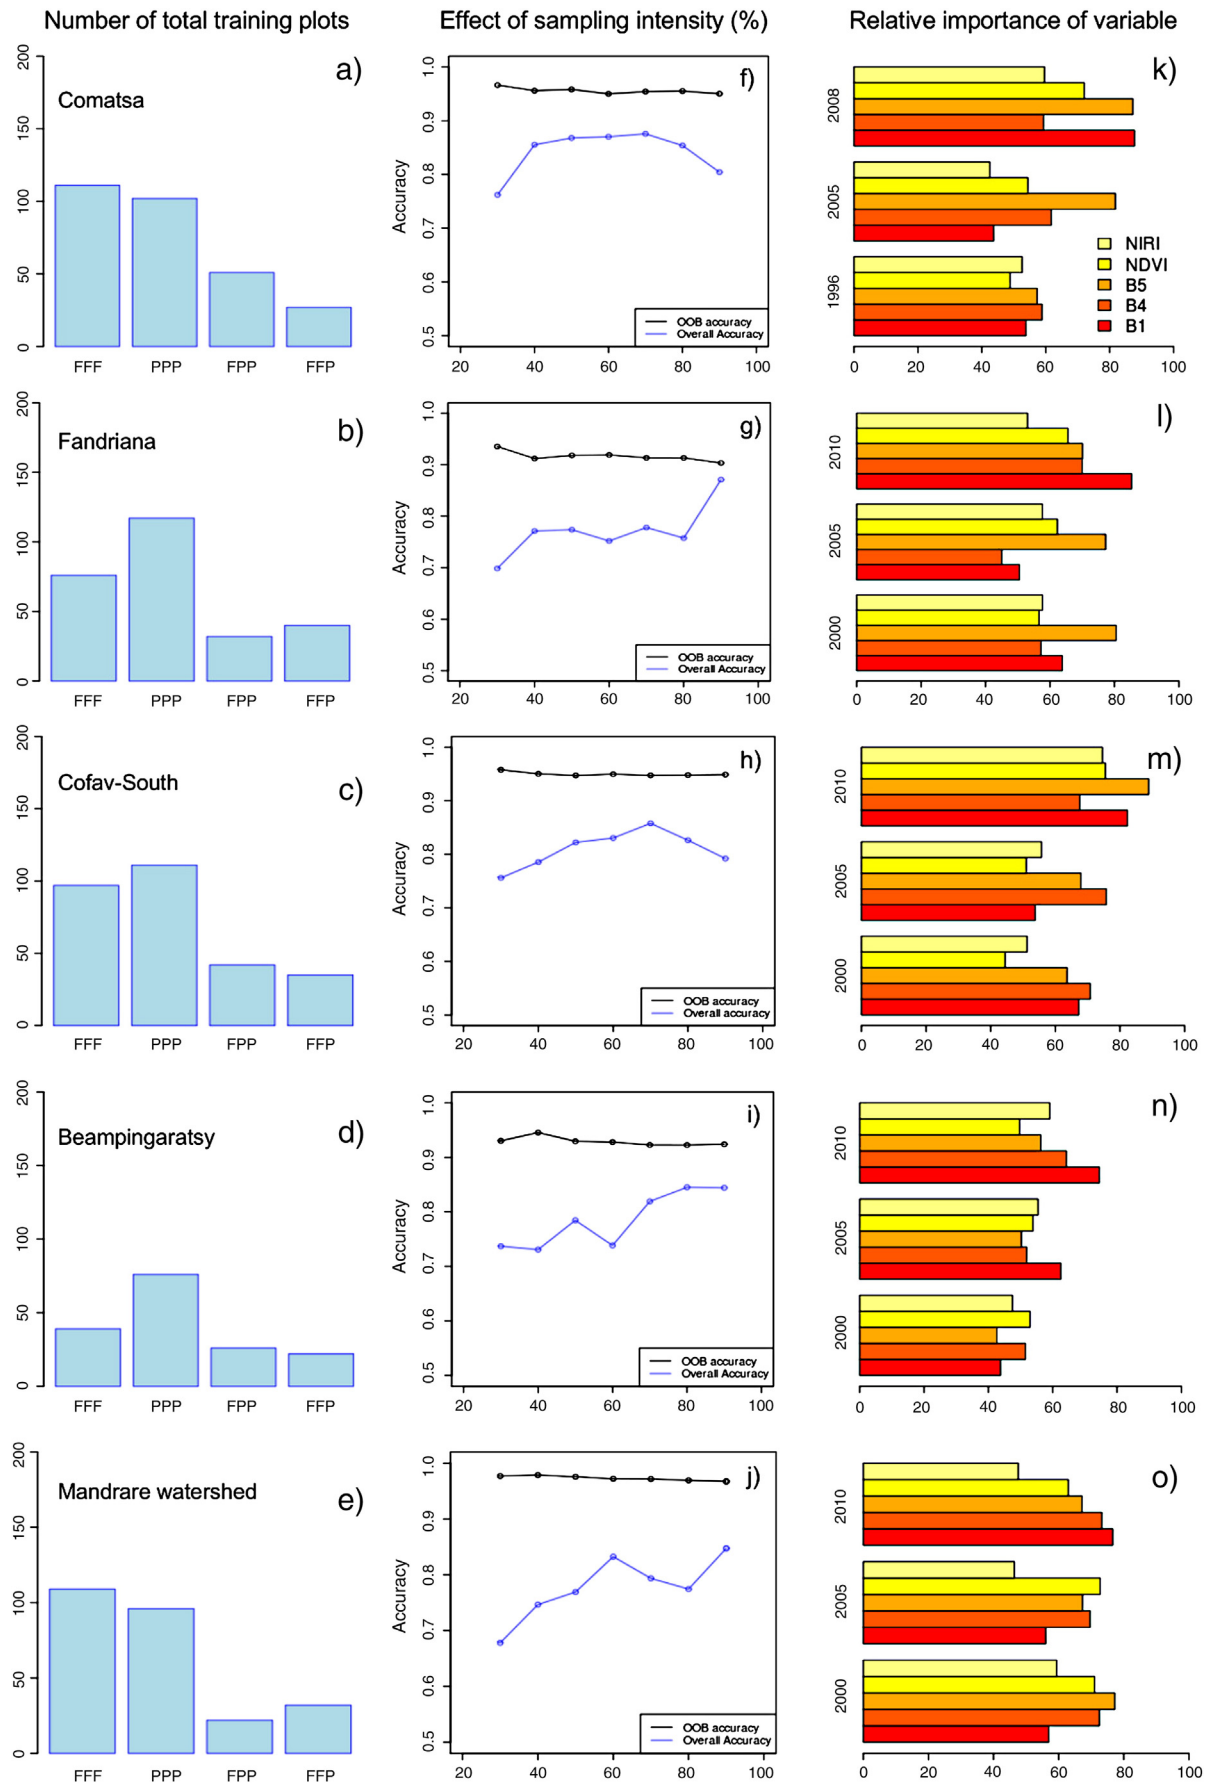 Number of total training plots
Effect of sampling intensity (%)
Relative importance of variable
a)
Comatsa
0 50 100 150 200
FFF PPP FPP FFP
f)
Accuracy
0.5 0.6 0.7 0.8 0.9 1.0
OOB accuracy
Overall Accuracy
20 40 60 80 100
k)
2008
2005
1996
NIRI
NDVI
B5
B4
B1
0 20 40 60 80 100
b)
Fandriana
0 50 100 150 200
FFF PPP FPP FFP
g)
Accuracy
0.5 0.6 0.7 0.8 0.9 1.0
OOB accuracy
Overall Accuracy
20 40 60 80 100
l)
2010
2005
2000
0 20 40 60 80 100
c)
Cofav-South
0 50 100 150 200
FFF PPP FPP FFP
h)
Accuracy
0.5 0.6 0.7 0.8 0.9 1.0
OOB accuracy
Overall accuracy
20 40 60 80 100
m)
2010
2005
2000
0 20 40 60 80 100
d)
Beampingaratsy
0 50 100 150 200
FFF PPP FPP FFP
i)
Accuracy
0.5 0.6 0.7 0.8 0.9 1.0
OOB accuracy
Overall Accuracy
20 40 60 80 100
n)
2010
2005
2000
0 20 40 60 80 100
e)
Mandrare watershed
0 50 100 150 200
FFF PPP FPP FFP
j)
Accuracy
0.5 0.6 0.7 0.8 0.9 1.0
OOB accuracy
Overall Accuracy
20 40 60 80 100
o)
2010
2005
2000
0 20 40 60 80 100